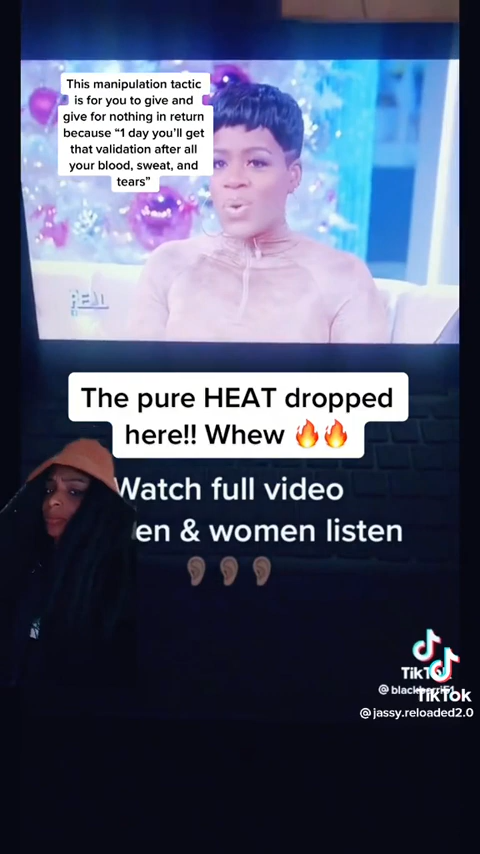 This manipulation tactic
is for you to give and
give for nothing in return
because “1 day you’ll get
that validation after all
your blood, sweat, and
tears”
REAL
The pure HEAT dropped
here!! Whew 🔥🔥
Watch full video
en & women listen
👂🏽👂🏽👂🏽
TikTok
TikTok
@jassy.reloaded2.0